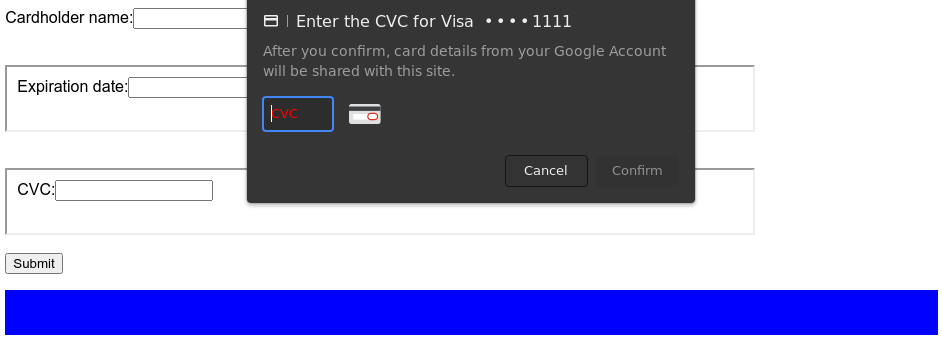 Cardholder name:
Enter the CVC for Visa ••••1111
After you confirm, card details from your Google Account
will be shared with this site.
Expiration date:
CVC
Cancel
Confirm
CVC:
Submit